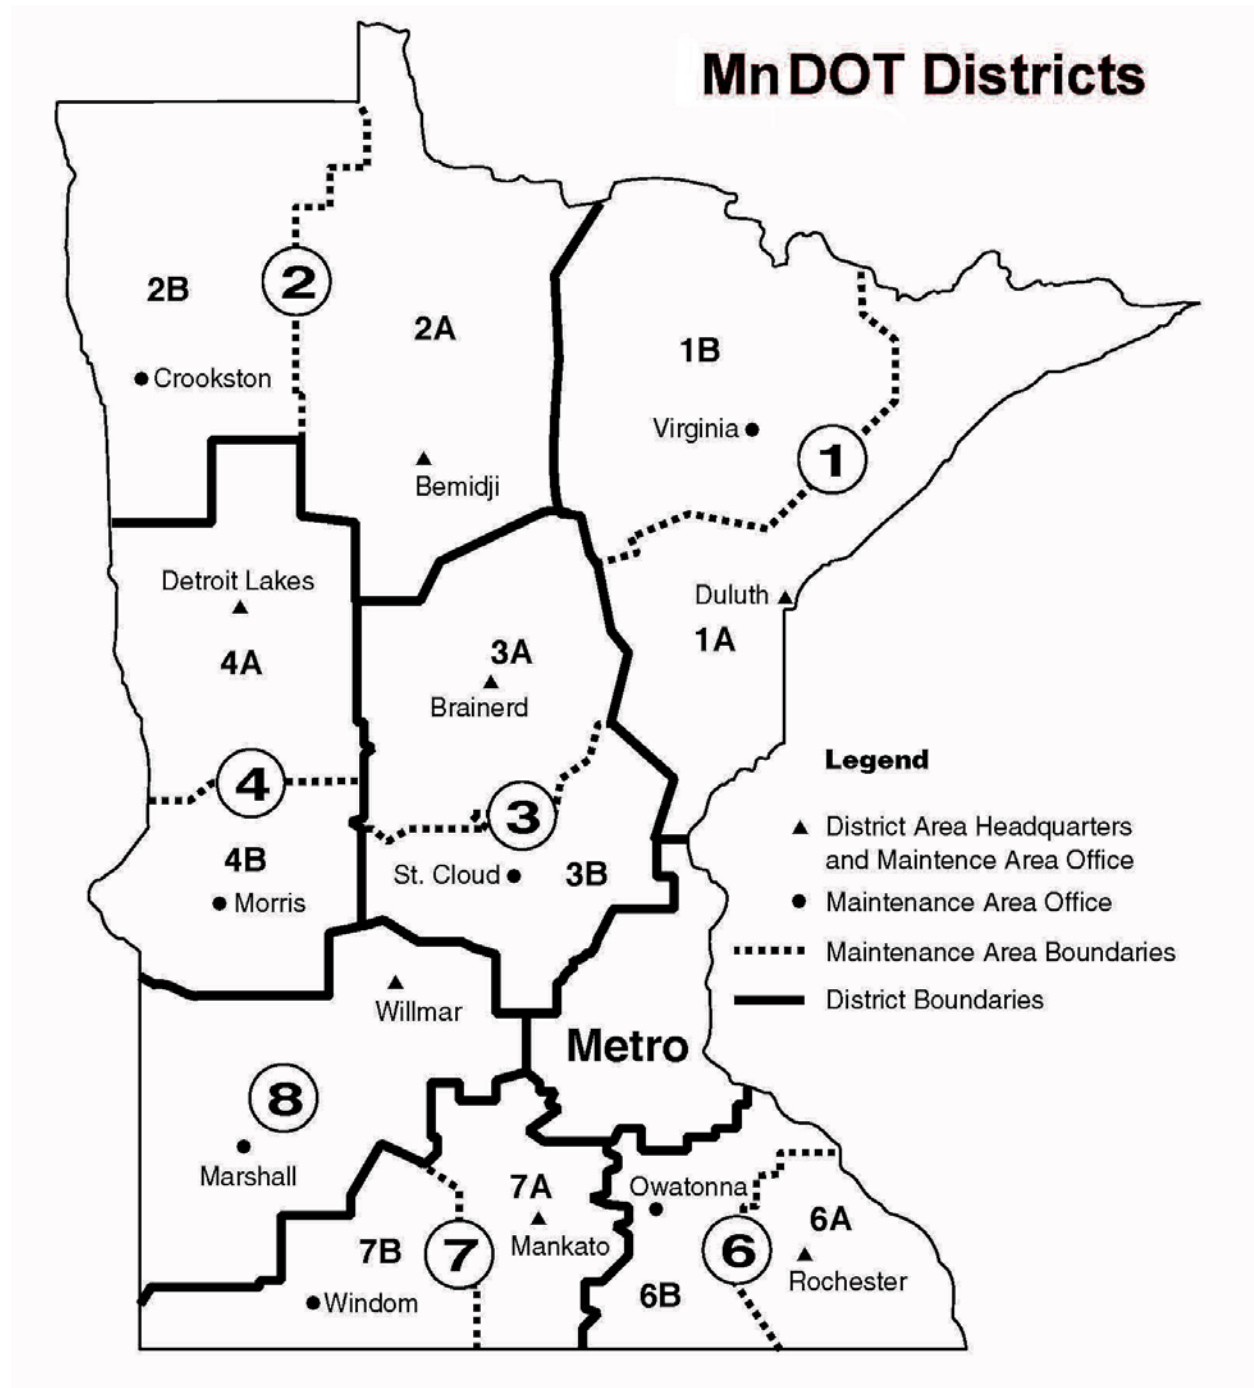 MnDOT Districts
2B
2
2A
1B
Crookston
Virginia
1
Bemidji
Detroit Lakes
Duluth
1A
3A
4A
Brainerd
4
3
4B
St. Cloud
3B
Morris
Legend
District Area Headquarters
and Maintence Area Office
Maintenance Area Office
Maintenance Area Boundaries
District Boundaries
Willmar
Metro
8
Marshall
7A
Owatonna
6A
7B
7
Mankato
6
Rochester
6B
Windom